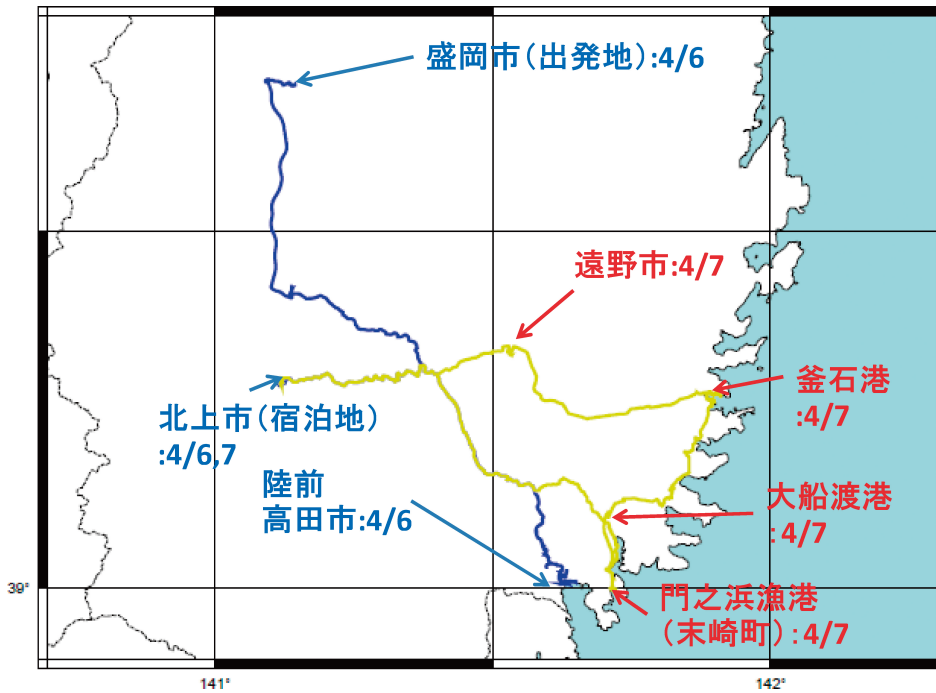 盛岡市(出発地):4/6
遠野市:4/7
釜石港
:4/7
北上市(宿泊地)
:4/6,7
陸前
高田市:4/6
大船渡港
:4/7
門之浜漁港
(末崎町):4/7
39°
141°
142°